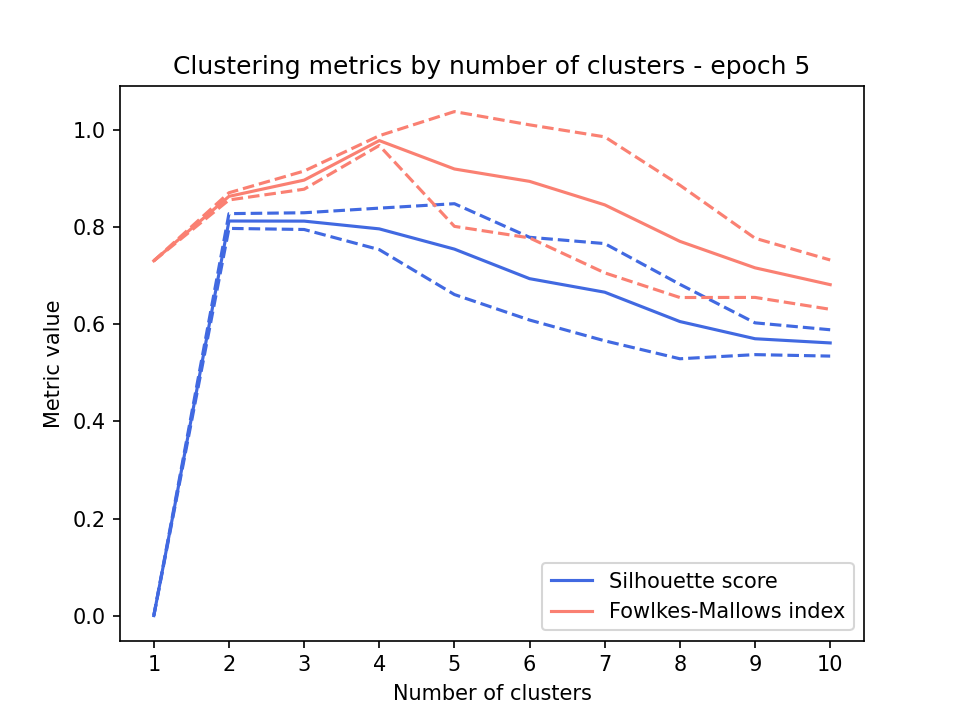 Clustering metrics by number of clusters - epoch 5
Metric value
1.0
0.8
0.6
0.4
0.2
0.0
Silhouette score
Fowlkes-Mallows index
1 2 3 4 5 6 7 8 9 10
Number of clusters